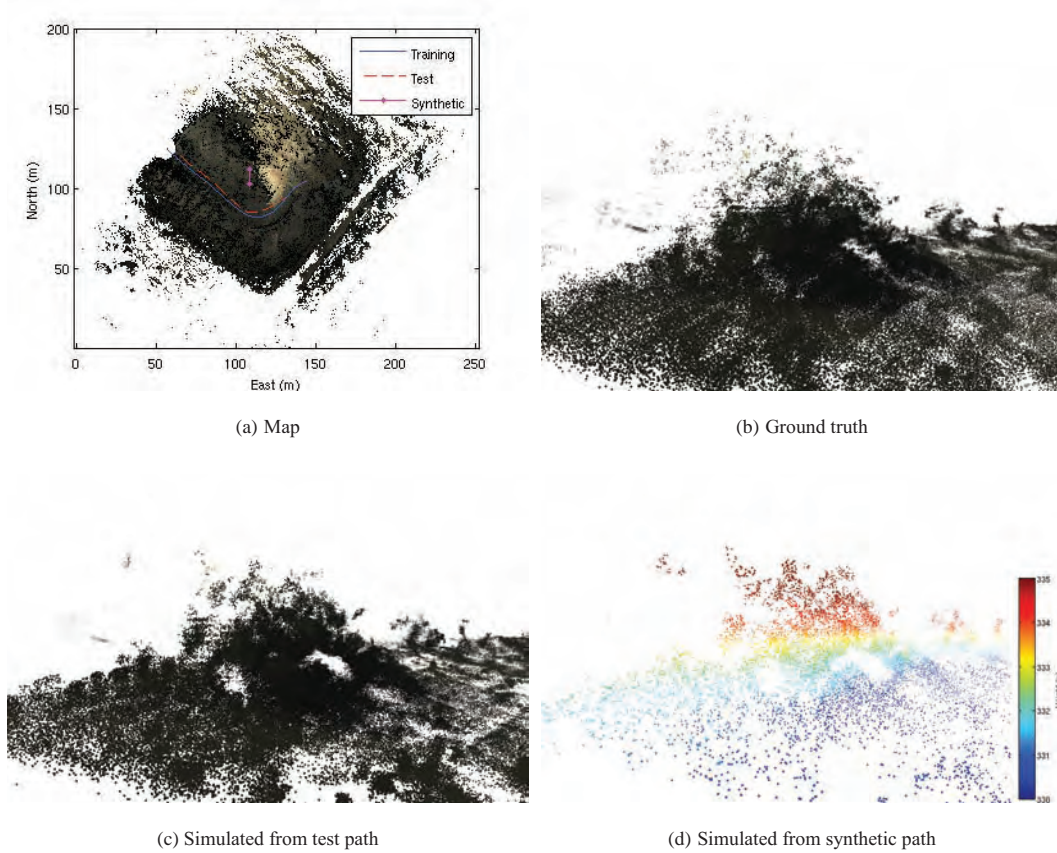 200
150
100
50
0
50
100
150
200
250
North (m)
East (m)
Training
Test
Synthetic
(a) Map
(b) Ground truth
(c) Simulated from test path
335
334
333
332
331
330
(d) Simulated from synthetic path